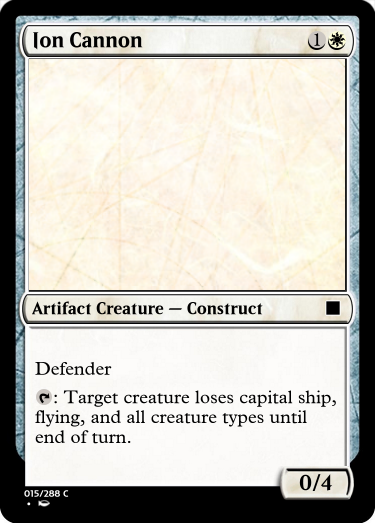 Ion Cannon 1
Artifact Creature — Construct
Defender
: Target creature loses capital ship,
flying, and all creature types until
end of turn.
0/4
015/288 C